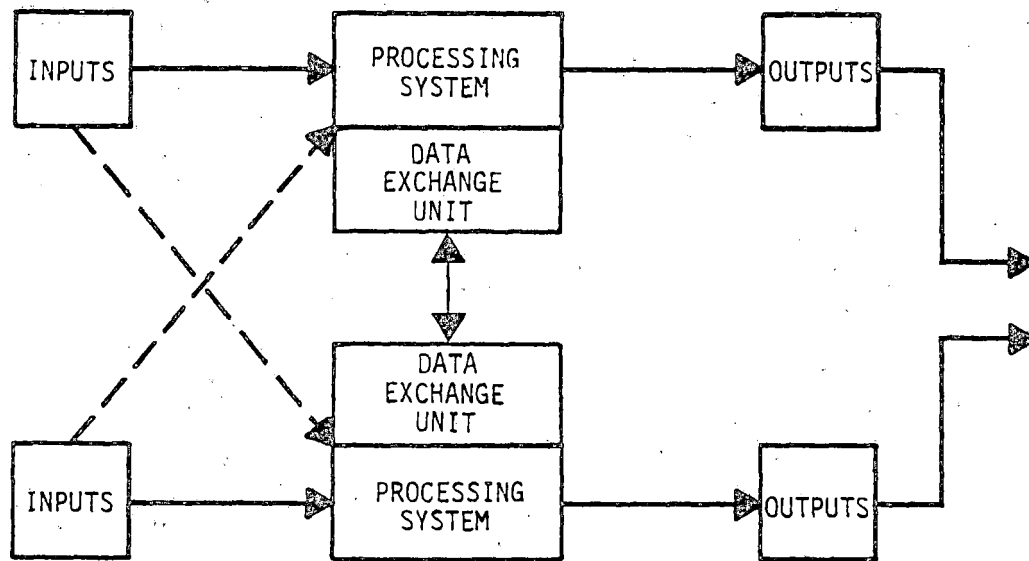 INPUTS
PROCESSING
SYSTEM
OUTPUTS
DATA
EXCHANGE
UNIT
DATA
EXCHANGE
UNIT
INPUTS
PROCESSING
SYSTEM
OUTPUTS